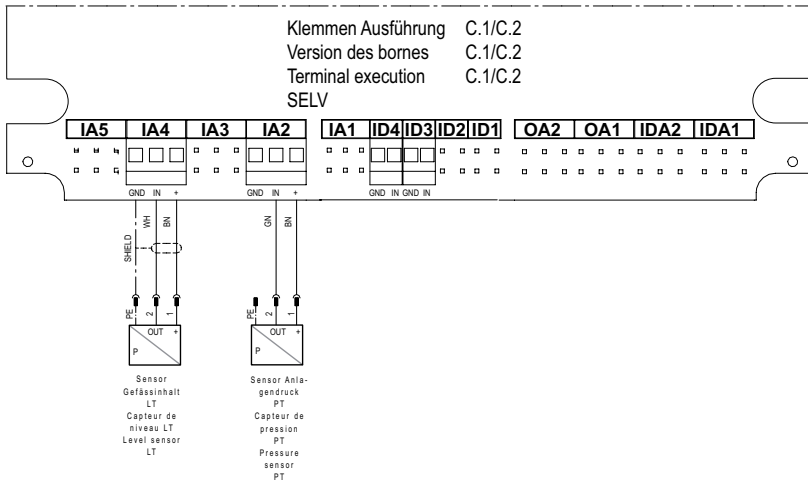 Klemmen Ausführung C.1/C.2
Version des bornes C.1/C.2
Terminal execution C.1/C.2
SELV
IA5 IA4 IA3 IA2 IA1 ID4 ID3 ID2 ID1 OA2 OA1 IDA2 IDA1
GND IN + GND IN + GND IN GND IN
SHIELD WH BN GN BN
PE 2 1 PE 2 1
OUT + OUT +
P P
Sensor
Gefässinhalt
LT
Capteur de
niveau LT
Level sensor
LT
Sensor Anla-
gendruck
PT
Capteur de
pression
PT
Pressure
sensor
PT